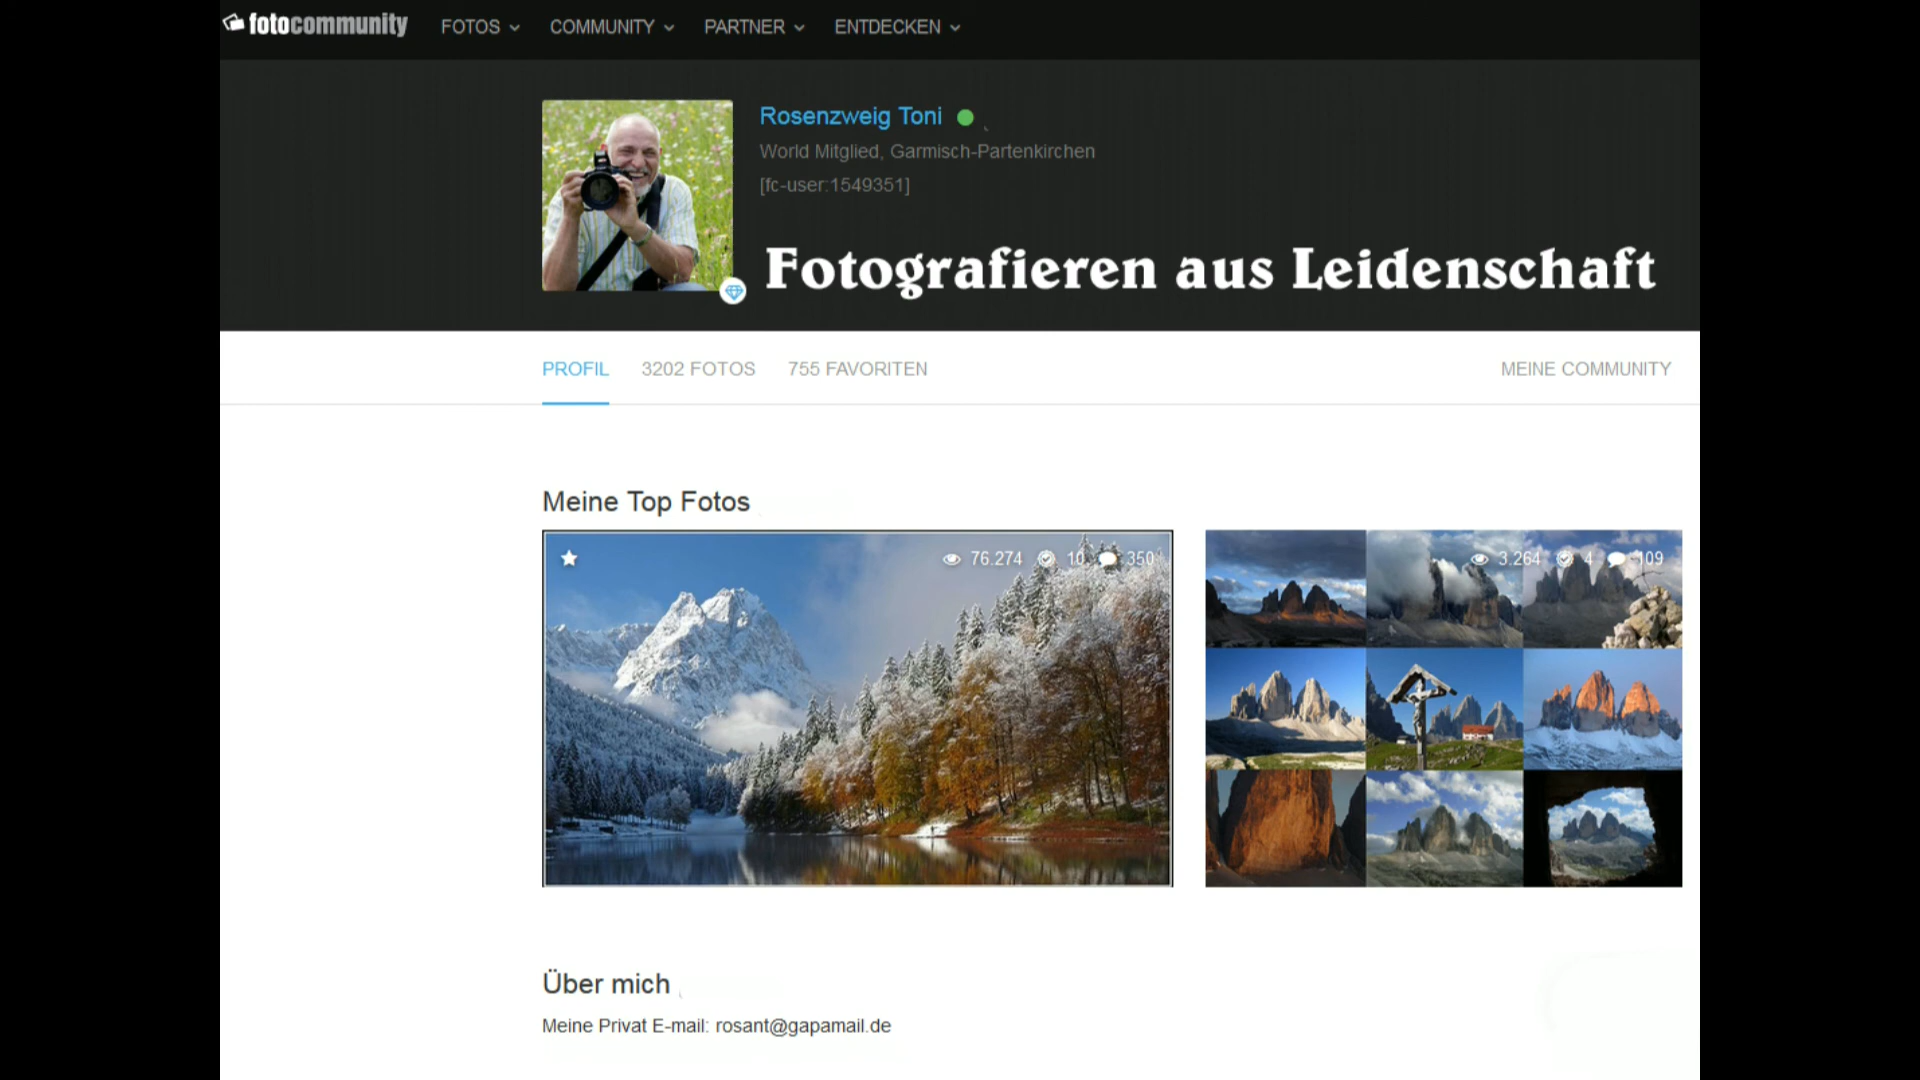 fotocommunity FOTOS COMMUNITY PARTNER ENTDECKEN
Rosenzweig Toni
World Mitglied, Garmisch-Partenkirchen
[fc-user:1549351]
Fotografieren aus Leidenschaft
PROFIL 3202 FOTOS 755 FAVORITEN MEINE COMMUNITY
Meine Top Fotos
76.274 10 350 3.264 4 109
Über mich
Meine Privat E-mail: rosant@gapamail.de